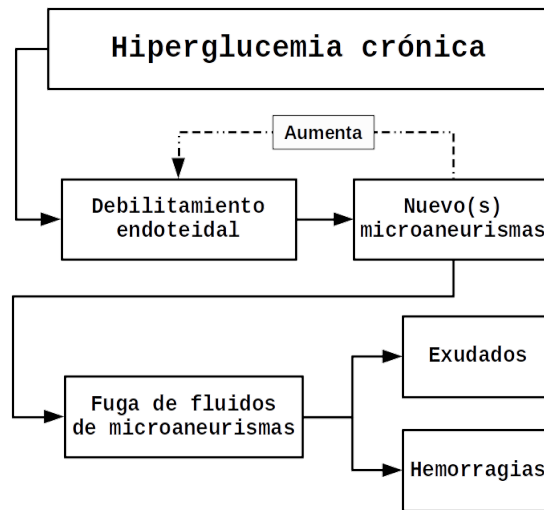 Hiperglucemia crónica
Aumenta
Debilitamiento
endoteidal
Nuevo(s)
microaneurismas
Exudados
Fuga de fluidos
de microaneurismas
Hemorragias